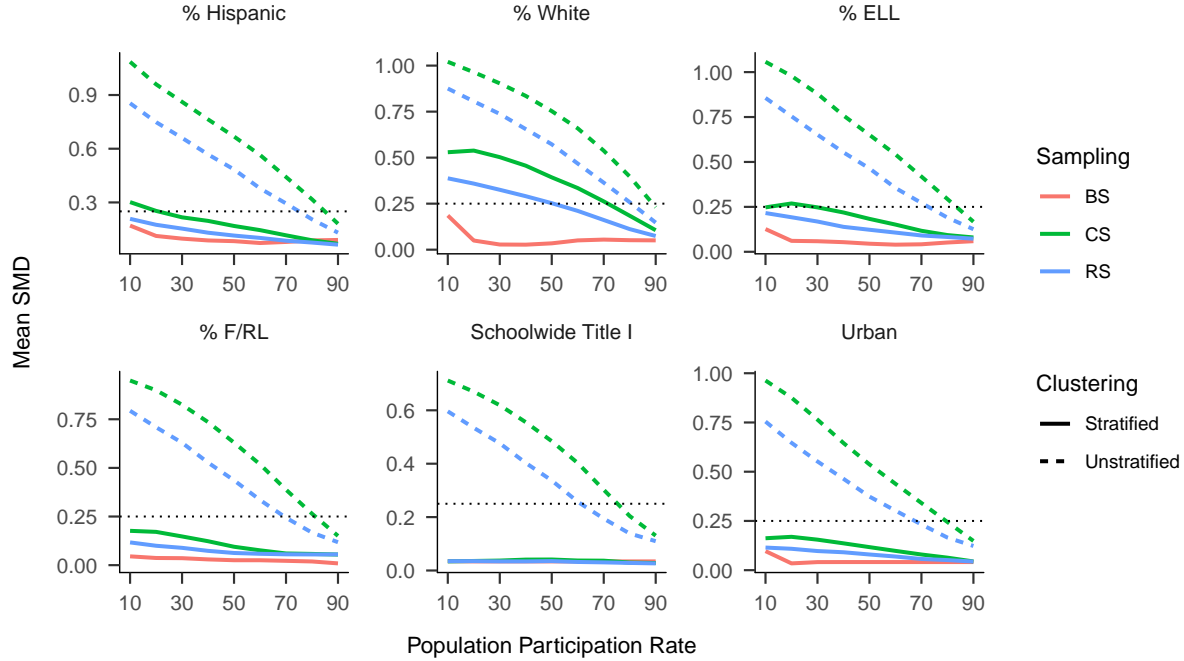 % Hispanic
% White
% ELL
0.9
0.6
0.3
1.00
0.75
0.50
0.25
0.00
1.00
0.75
0.50
0.25
0.00
10 30 50 70 90
10 30 50 70 90
10 30 50 70 90
% F/RL
Schoolwide Title I
Urban
0.75
0.50
0.25
0.00
0.6
0.4
0.2
0.0
1.00
0.75
0.50
0.25
0.00
10 30 50 70 90
10 30 50 70 90
10 30 50 70 90
Mean SMD
Population Participation Rate
Sampling
BS
CS
RS
Clustering
Stratified
Unstratified